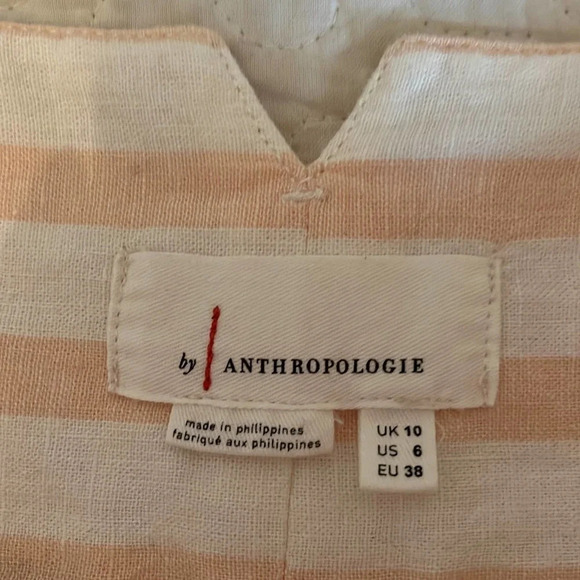 by ANTHROPOLOGIE
made in philippines
fabriqué aux philippines
UK 10
US 6
EU 38